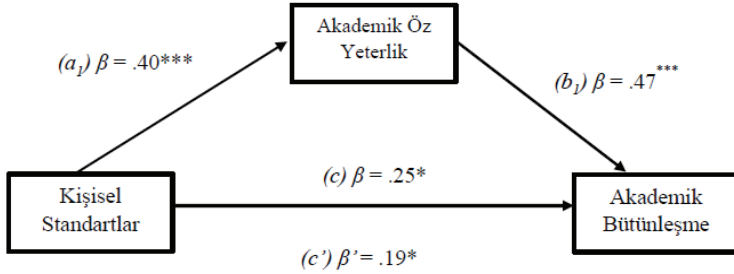 Akademik Öz
Yeterlik
(a₁) β = .40***
(b₁) β = .47***
(c) β = .25*
Kişisel
Standartlar
Akademik
Bütünleşme
(c') β' = .19*